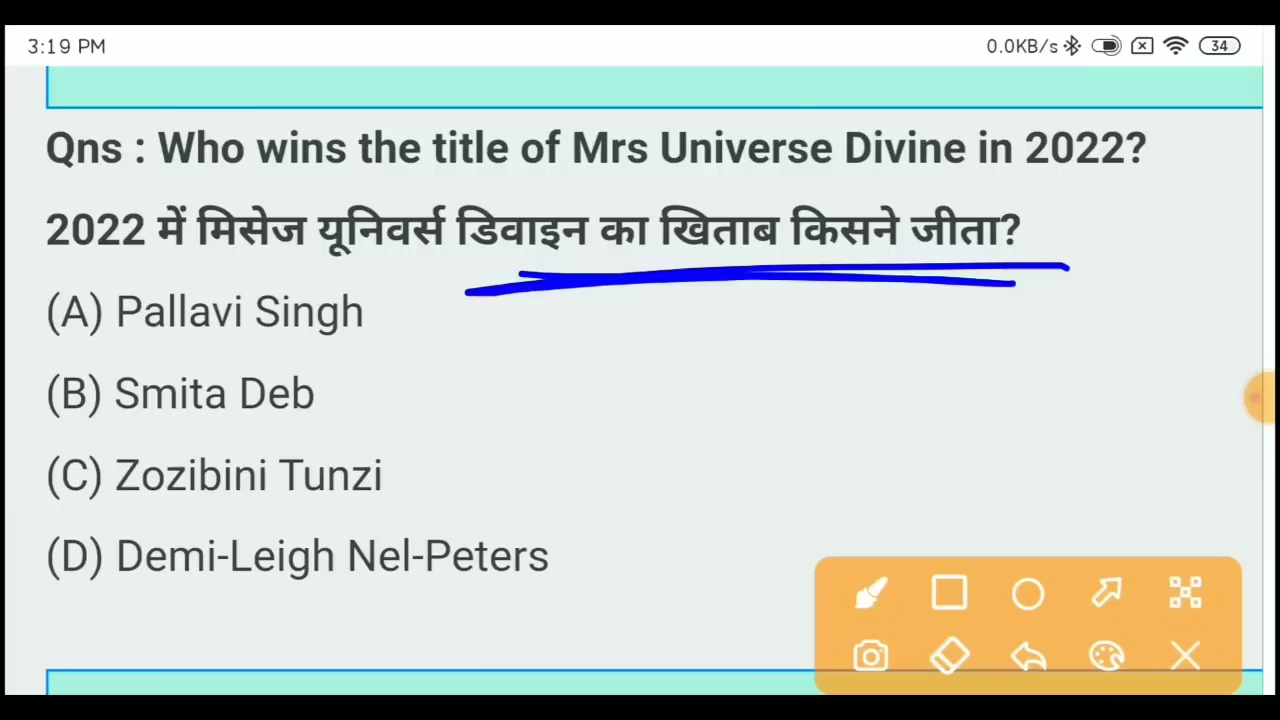 3:19 PM 0.0KB/s 34
Qns : Who wins the title of Mrs Universe Divine in 2022?
2022 में मिसेज यूनिवर्स डिवाइन का खिताब किसने जीता?
(A) Pallavi Singh
(B) Smita Deb
(C) Zozibini Tunzi
(D) Demi-Leigh Nel-Peters